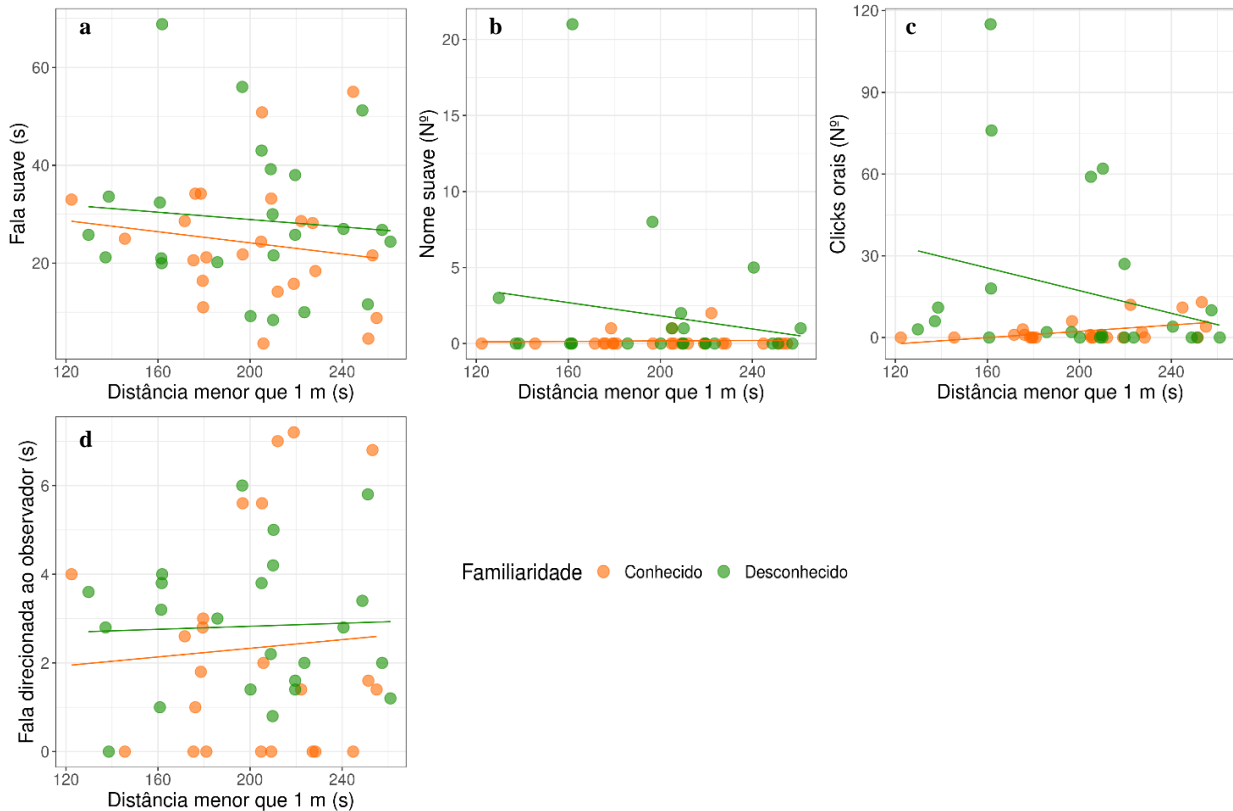 a
Fala suave (s)
60
40
20
120
160
200
240
Distância menor que 1 m (s)
b
Nome suave (Nº)
20
15
10
5
0
120
160
200
240
Distância menor que 1 m (s)
c
Clicks orais (Nº)
120
90
60
30
0
120
160
200
240
Distância menor que 1 m (s)
d
Fala direcionada ao observador (s)
6
4
2
0
120
160
200
240
Distância menor que 1 m (s)
Familiaridade Conhecido Desconhecido